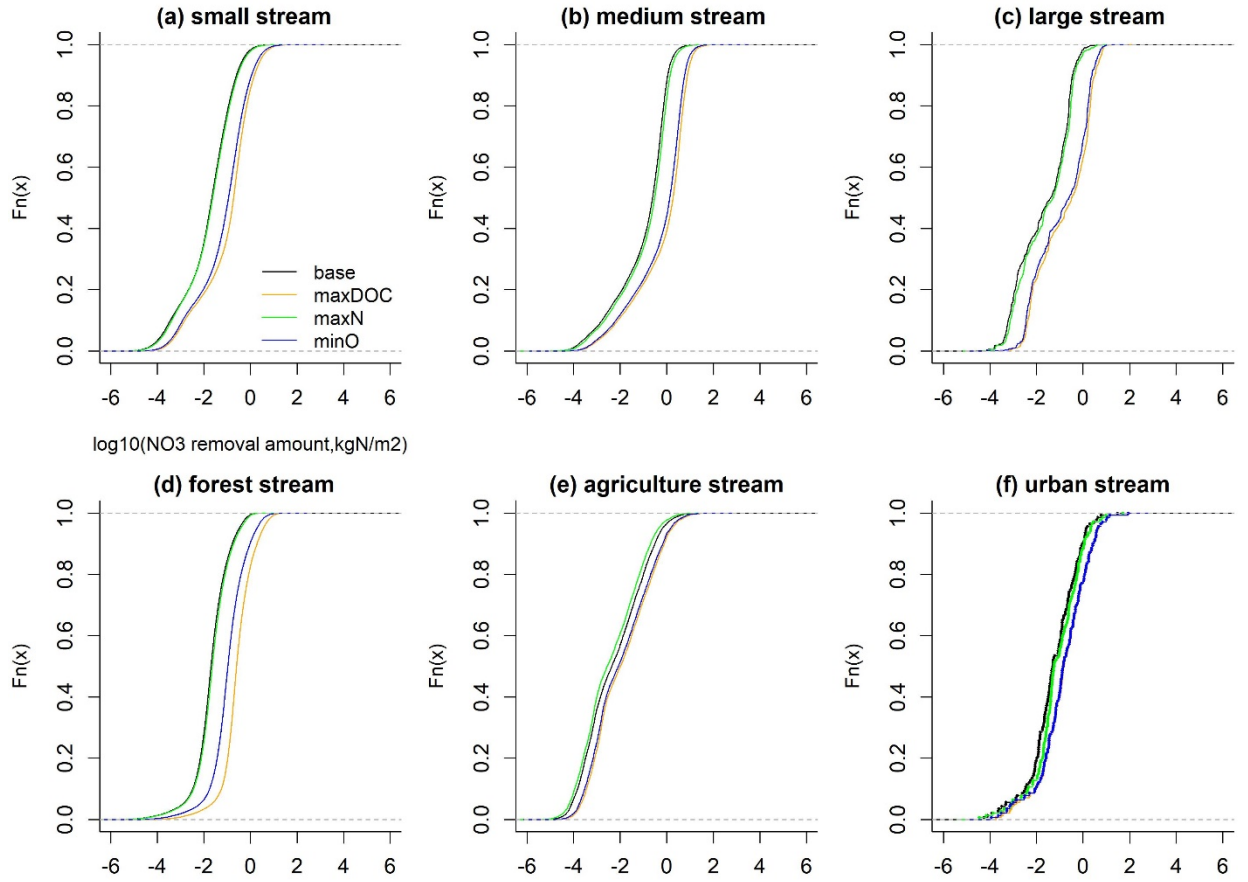 (a) small stream
(b) medium stream
(c) large stream
Fn(x)
0.0 0.2 0.4 0.6 0.8 1.0
base
maxDOC
maxN
minO
-6 -4 -2 0 2 4 6
Fn(x)
0.0 0.2 0.4 0.6 0.8 1.0
-6 -4 -2 0 2 4 6
Fn(x)
0.0 0.2 0.4 0.6 0.8 1.0
-6 -4 -2 0 2 4 6
log10(NO3 removal amount,kgN/m2)
(d) forest stream
(e) agriculture stream
(f) urban stream
Fn(x)
0.0 0.2 0.4 0.6 0.8 1.0
-6 -4 -2 0 2 4 6
Fn(x)
0.0 0.2 0.4 0.6 0.8 1.0
-6 -4 -2 0 2 4 6
Fn(x)
0.0 0.2 0.4 0.6 0.8 1.0
-6 -4 -2 0 2 4 6